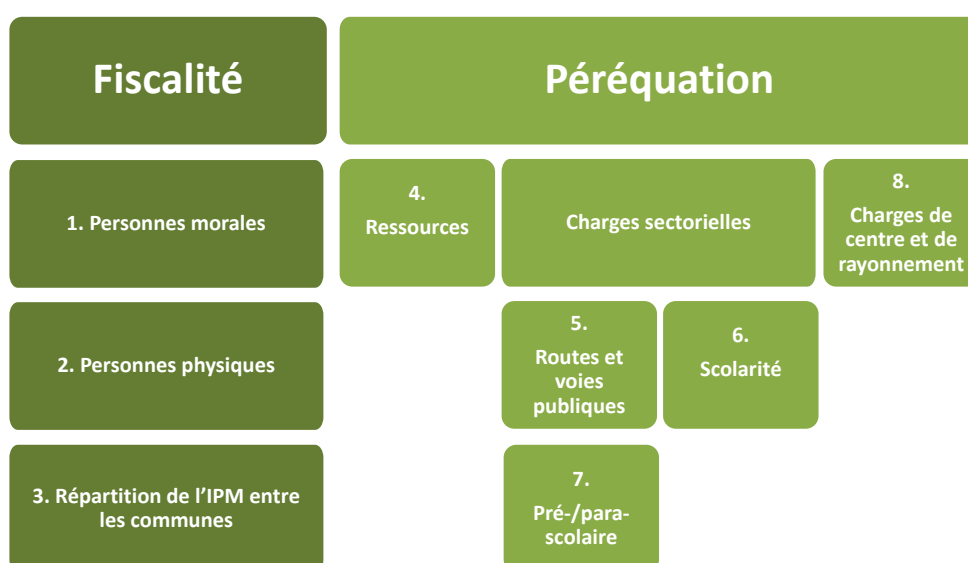 Fiscalité
Péréquation
1. Personnes morales
4.
Ressources
Charges sectorielles
8.
Charges de
centre et de
rayonnement
2. Personnes physiques
5.
Routes et
voies
publiques
6.
Scolarité
3. Répartition de l’IPM entre
les communes
7.
Pré-/para-
scolaire